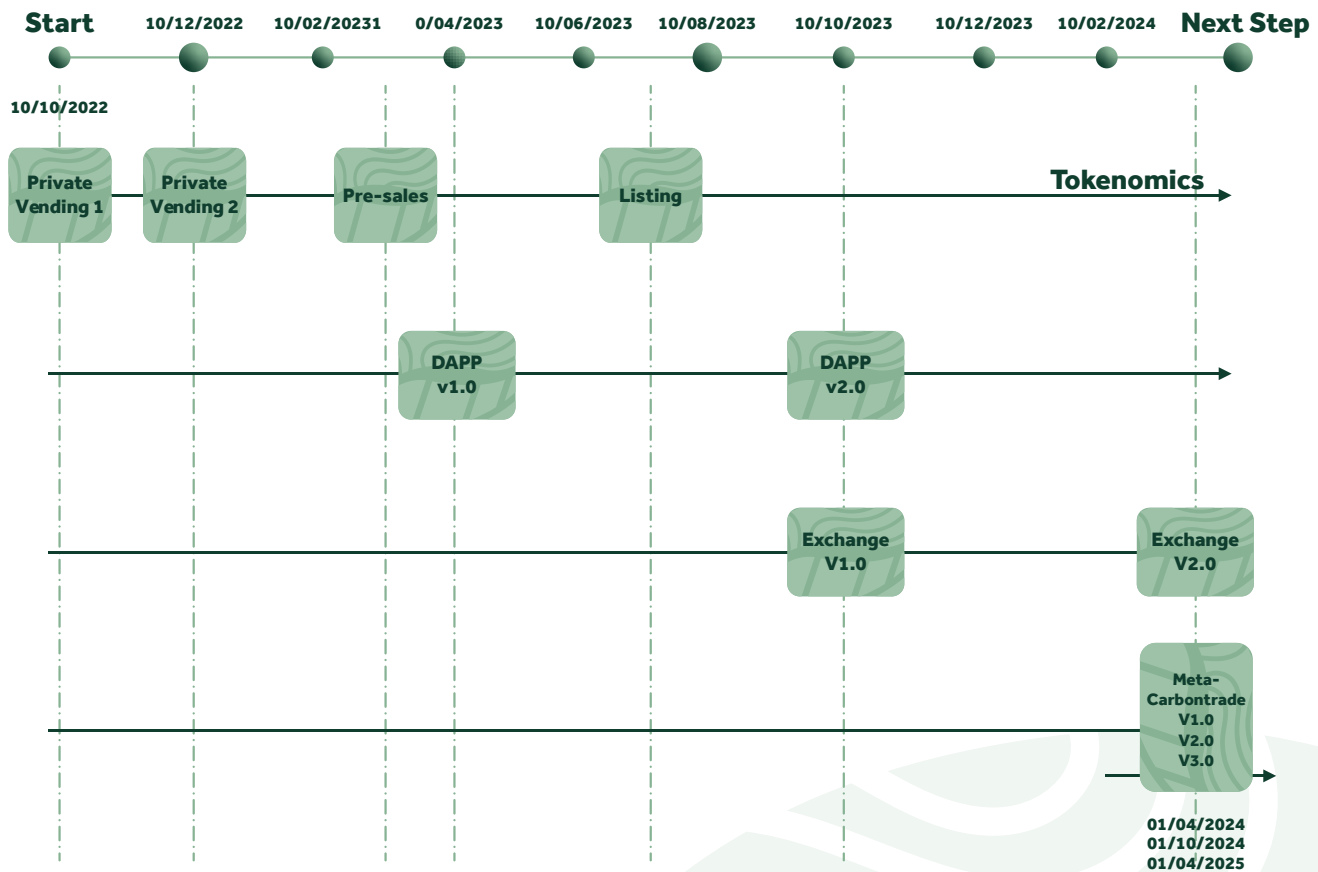 Start 10/12/2022 10/02/20231 0/04/2023 10/06/2023 10/08/2023 10/10/2023 10/12/2023 10/02/2024 Next Step
10/10/2022
Private
Vending 1
Private
Vending 2
Pre-sales
Listing
Tokenomics
DAPP
v1.0
DAPP
v2.0
Exchange
V1.0
Exchange
V2.0
Meta-
Carbontrade
V1.0
V2.0
V3.0
01/04/2024
01/10/2024
01/04/2025